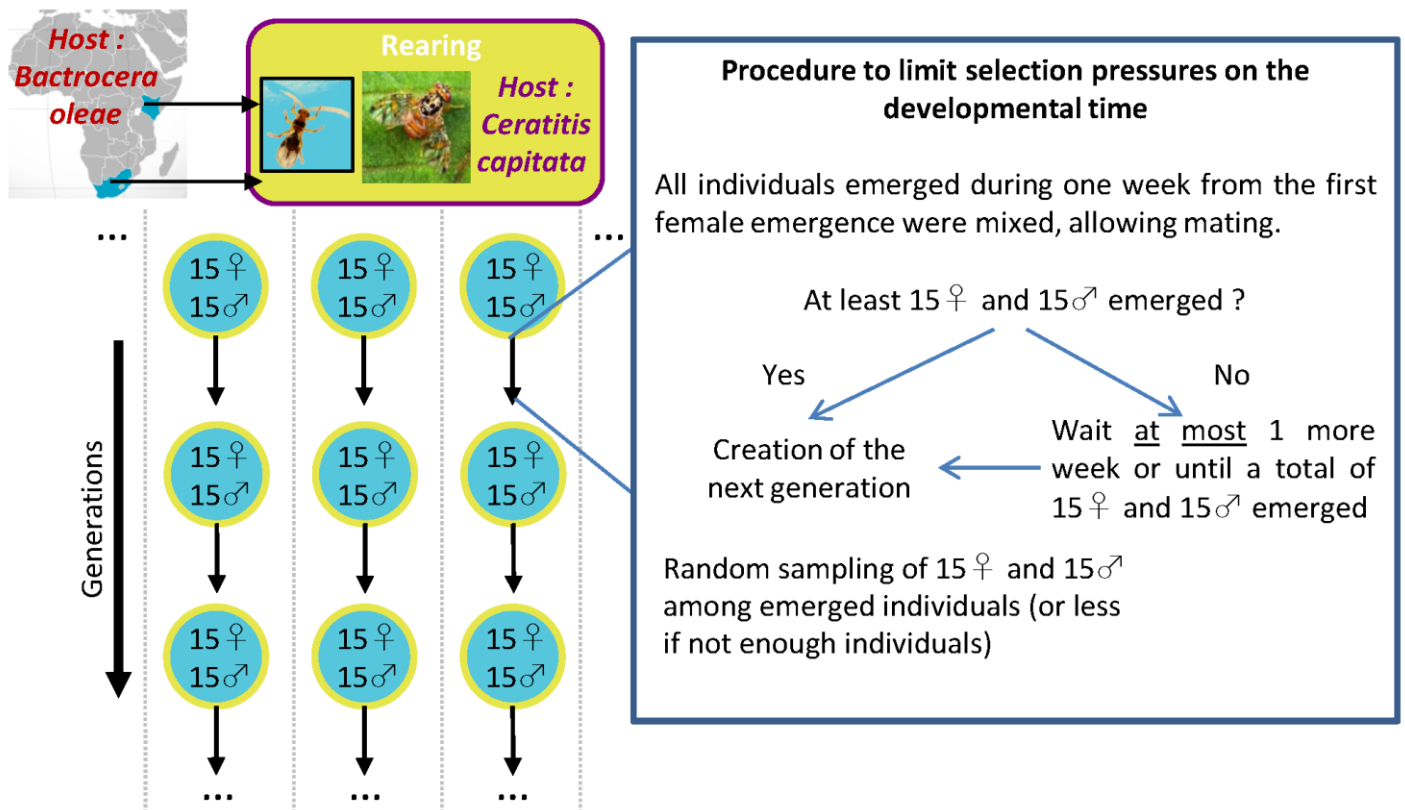 Host :
Bactrocera
oleae
Rearing
Host :
Ceratitis
capitata
...
...
15♀
15♂
15♀
15♂
15♀
15♂
Generations
15♀
15♂
15♀
15♂
15♀
15♂
15♀
15♂
15♀
15♂
15♀
15♂
...
...
...
Procedure to limit selection pressures on the
developmental time
All individuals emerged during one week from the first
female emergence were mixed, allowing mating.
At least 15♀ and 15♂ emerged ?
Yes
No
Creation of the
next generation
Wait at most 1 more
week or until a total of
15♀ and 15♂ emerged
Random sampling of 15♀ and 15♂
among emerged individuals (or less
if not enough individuals)